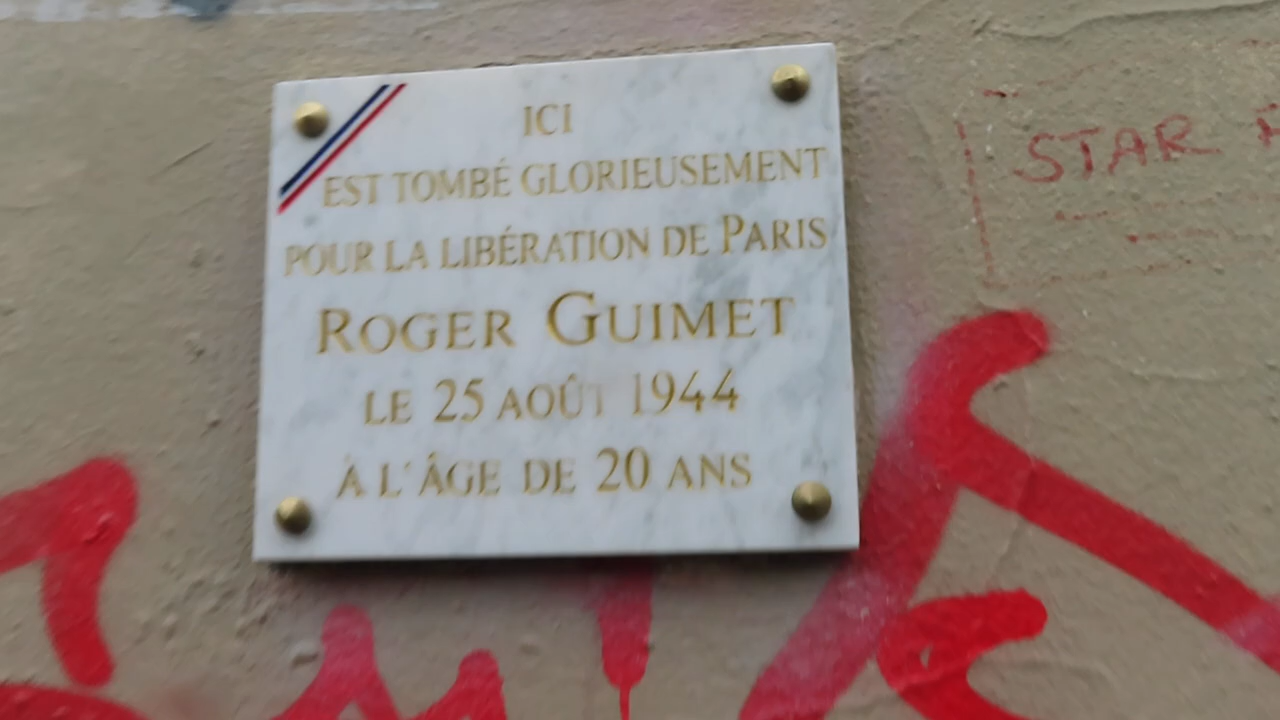 ICI
EST TOMBÉ GLORIEUSEMENT
POUR LA LIBÉRATION DE PARIS
ROGER GUIMET
LE 25 AOÛT 1944
À L'ÂGE DE 20 ANS
STAR